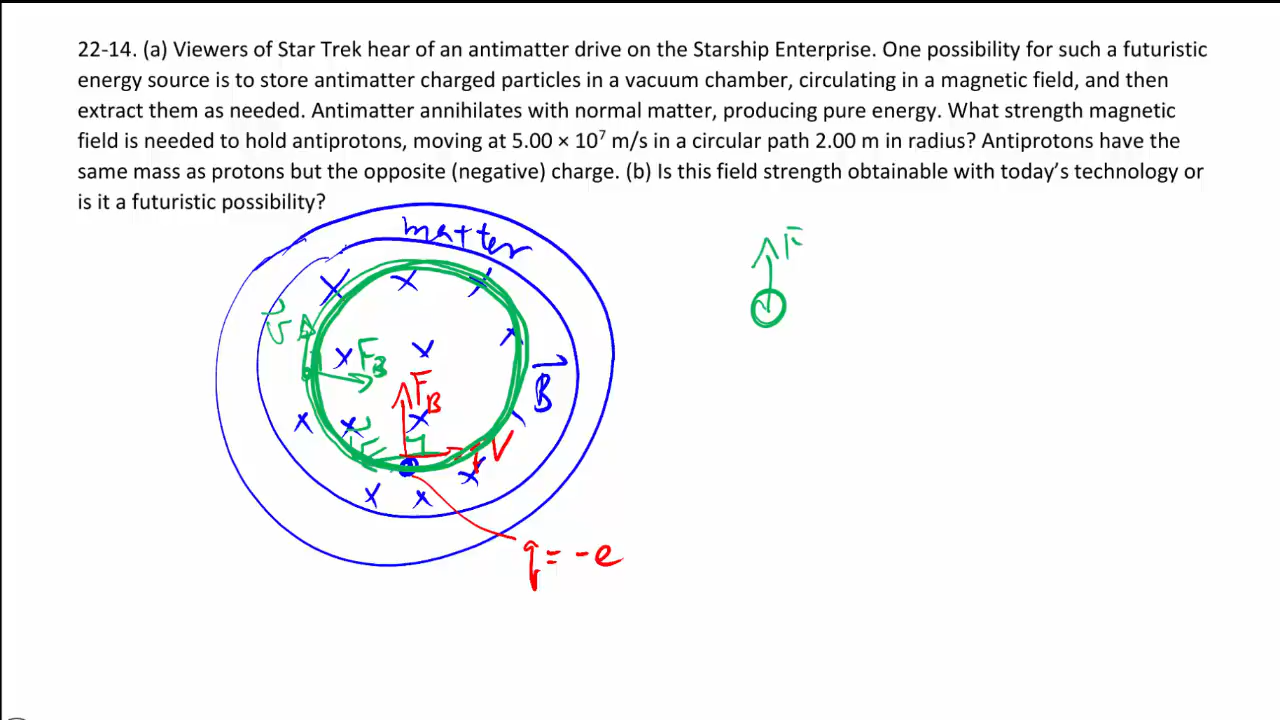 22-14. (a) Viewers of Star Trek hear of an antimatter drive on the Starship Enterprise. One possibility for such a futuristic
energy source is to store antimatter charged particles in a vacuum chamber, circulating in a magnetic field, and then
extract them as needed. Antimatter annihilates with normal matter, producing pure energy. What strength magnetic
field is needed to hold antiprotons, moving at 5.00 × 10⁷ m/s in a circular path 2.00 m in radius? Antiprotons have the
same mass as protons but the opposite (negative) charge. (b) Is this field strength obtainable with today's technology or
is it a futuristic possibility?
matter
F
F_B
F_B
B
V
q = -e